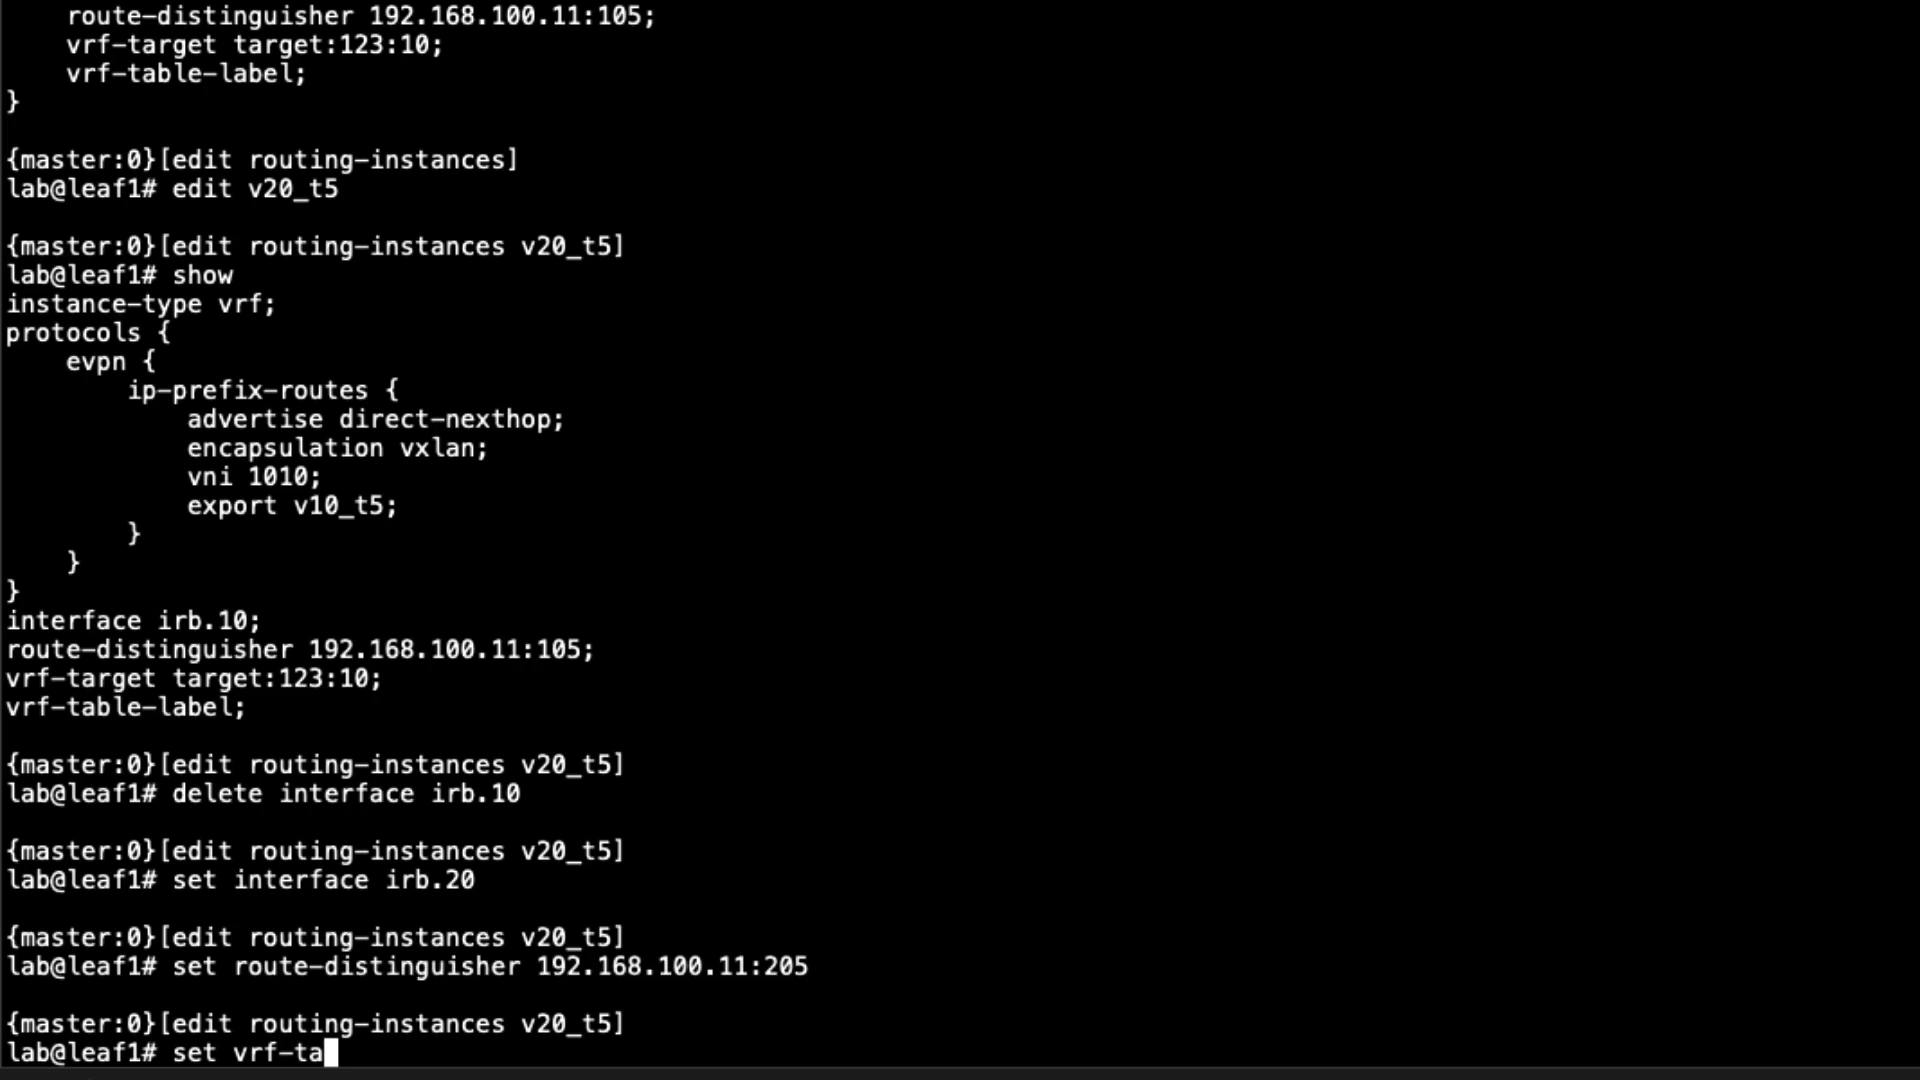 route-distinguisher 192.168.100.11:105;
    vrf-target target:123:10;
    vrf-table-label;
}
{master:0}[edit routing-instances]
lab@leaf1# edit v20_t5
{master:0}[edit routing-instances v20_t5]
lab@leaf1# show
instance-type vrf;
protocols {
    evpn {
        ip-prefix-routes {
            advertise direct-nexthop;
            encapsulation vxlan;
            vni 1010;
            export v10_t5;
        }
    }
}
interface irb.10;
route-distinguisher 192.168.100.11:105;
vrf-target target:123:10;
vrf-table-label;
{master:0}[edit routing-instances v20_t5]
lab@leaf1# delete interface irb.10
{master:0}[edit routing-instances v20_t5]
lab@leaf1# set interface irb.20
{master:0}[edit routing-instances v20_t5]
lab@leaf1# set route-distinguisher 192.168.100.11:205
{master:0}[edit routing-instances v20_t5]
lab@leaf1# set vrf-ta